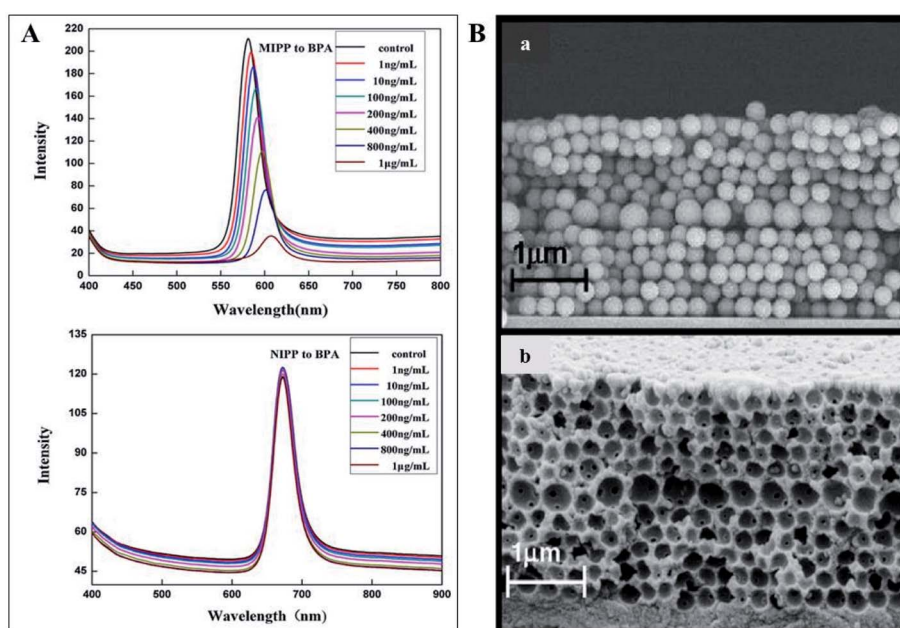 A
MIPP to BPA
control
1ng/mL
10ng/mL
100ng/mL
200ng/mL
400ng/mL
800ng/mL
1μg/mL
Intensity
220
200
180
160
140
120
100
80
60
40
20
0
400 450 500 550 600 650 700 750 800
Wavelength(nm)
NIPP to BPA
control
1ng/mL
10ng/mL
100ng/mL
200ng/mL
400ng/mL
800ng/mL
1μg/mL
Intensity
135
120
105
90
75
60
45
400 500 600 700 800 900
Wavelength (nm)
B
a
1μm
b
1μm